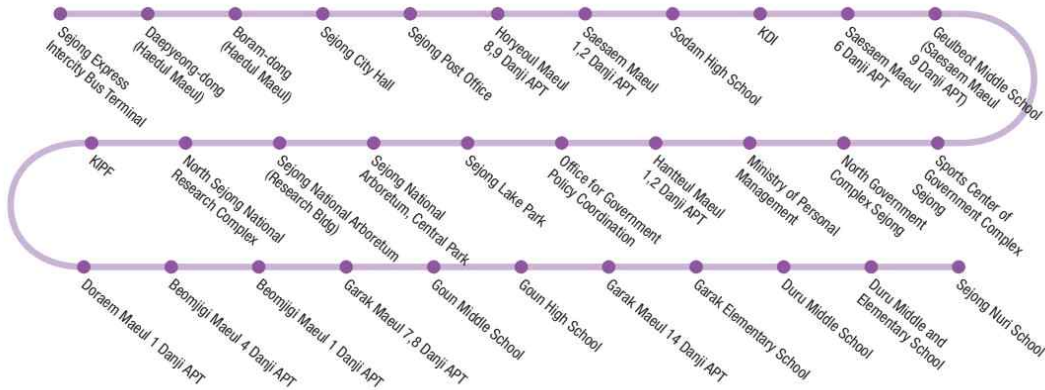 Sejong Express
Intercity Bus Terminal
Daepyeong-dong
(Haedul Maeul)
Boram-dong
(Haedul Maeul)
Sejong City Hall
Sejong Post Office
Horyeoul Maeul
8,9 Danji APT
Saesaem Maeul
1,2 Danji APT
Sodam High School
KDI
Saesaem Maeul
6 Danji APT
Geulbeot Middle School
(Saesaem Maeul
9 Danji APT)
KIPF
North Sejong National
Research Complex
Sejong National Arboretum
(Research Bldg)
Sejong National
Arboretum, Central Park
Sejong Lake Park
Office for Government
Policy Coordination
Hantteul Maeul
1,2 Danji APT
Ministry of Personal
Management
North Government
Complex Sejong
Sports Center of
Government Complex
Sejong
Doraem Maeul 1 Danji APT
Beomjigi Maeul 4 Danji APT
Beomjigi Maeul 1 Danji APT
Garak Maeul 7,8 Danji APT
Goun Middle School
Goun High School
Garak Maeul 14 Danji APT
Garak Elementary School
Duru Middle School
Duru Middle and
Elementary School
Sejong Nuri School